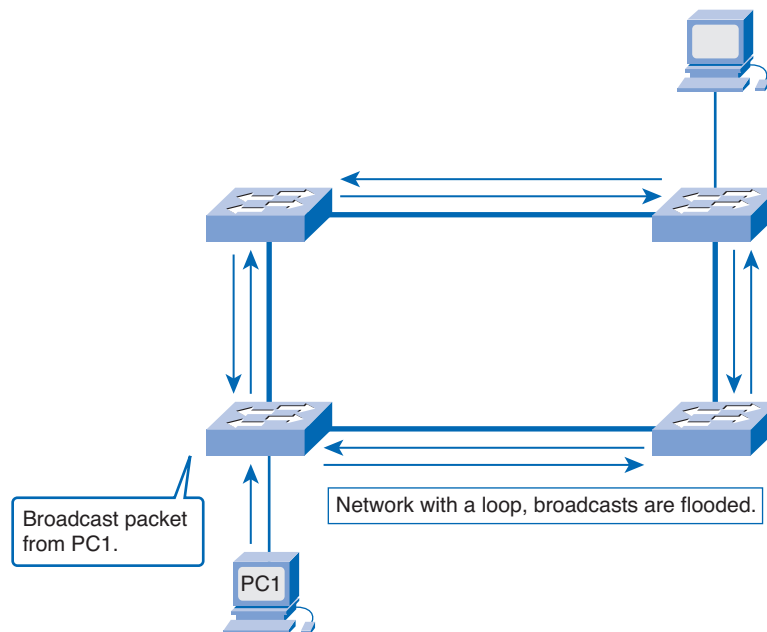 Network with a loop, broadcasts are flooded.
Broadcast packet
from PC1.
PC1